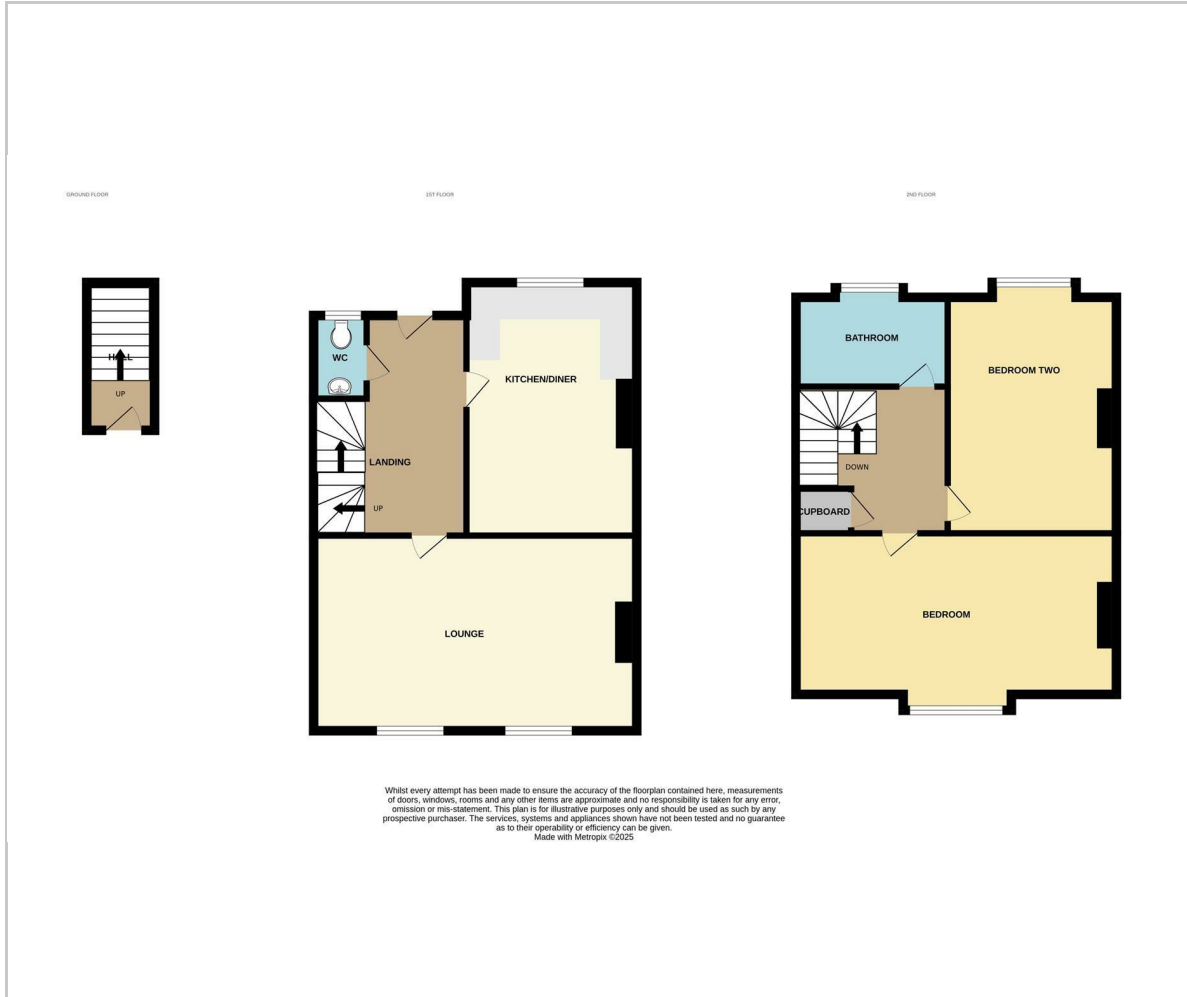 GROUND FLOOR
1ST FLOOR
2ND FLOOR
HALL
UP
WC
KITCHEN/DINER
LANDING
UP
LOUNGE
BATHROOM
BEDROOM TWO
DOWN
CUPBOARD
BEDROOM
Whilst every attempt has been made to ensure the accuracy of the floorplan contained here, measurements
of doors, windows, rooms and any other items are approximate and no responsibility is taken for any error,
omission or mis-statement. This plan is for illustrative purposes only and should be used as such by any
prospective purchaser. The services, systems and appliances shown have not been tested and no guarantee
as to their operability or efficiency can be given.
Made with Metropix ©2025